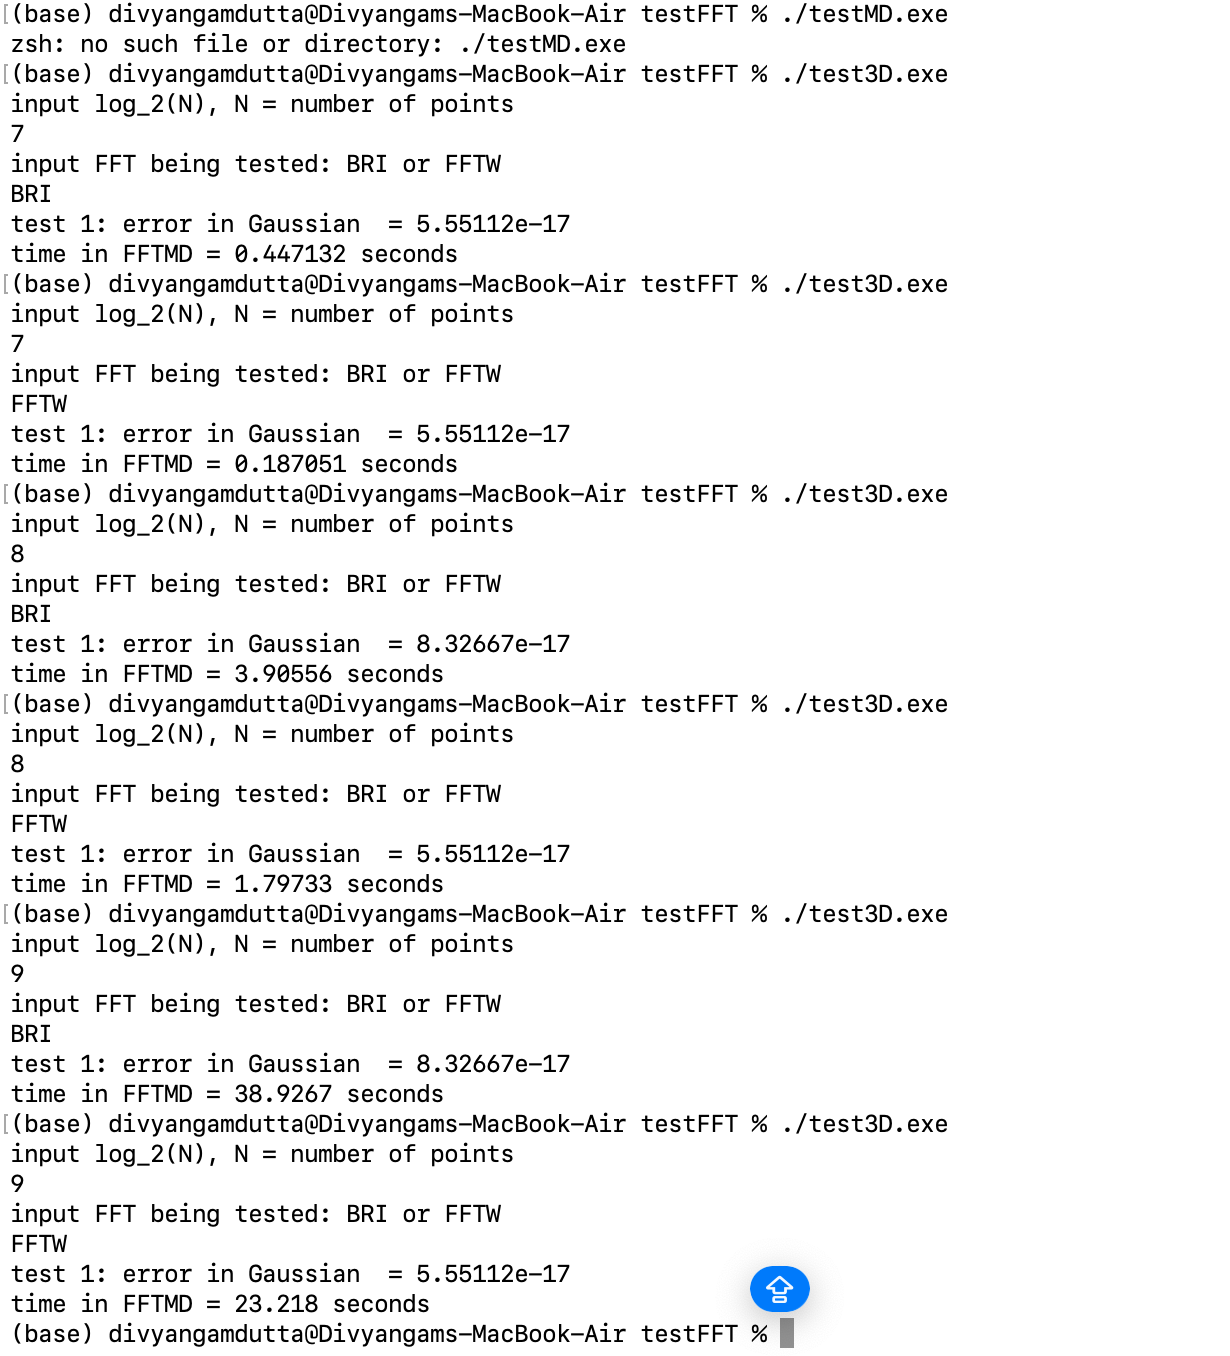 (base) divyangamdutta@Divyangams-MacBook-Air testFFT % ./testMD.exe
zsh: no such file or directory: ./testMD.exe
[(base) divyangamdutta@Divyangams-MacBook-Air testFFT % ./test3D.exe
input log_2(N), N = number of points
7
input FFT being tested: BRI or FFTW
BRI
test 1: error in Gaussian  = 5.55112e-17
time in FFTMD = 0.447132 seconds
[(base) divyangamdutta@Divyangams-MacBook-Air testFFT % ./test3D.exe
input log_2(N), N = number of points
7
input FFT being tested: BRI or FFTW
FFTW
test 1: error in Gaussian  = 5.55112e-17
time in FFTMD = 0.187051 seconds
[(base) divyangamdutta@Divyangams-MacBook-Air testFFT % ./test3D.exe
input log_2(N), N = number of points
8
input FFT being tested: BRI or FFTW
BRI
test 1: error in Gaussian  = 8.32667e-17
time in FFTMD = 3.90556 seconds
[(base) divyangamdutta@Divyangams-MacBook-Air testFFT % ./test3D.exe
input log_2(N), N = number of points
8
input FFT being tested: BRI or FFTW
FFTW
test 1: error in Gaussian  = 5.55112e-17
time in FFTMD = 1.79733 seconds
[(base) divyangamdutta@Divyangams-MacBook-Air testFFT % ./test3D.exe
input log_2(N), N = number of points
9
input FFT being tested: BRI or FFTW
BRI
test 1: error in Gaussian  = 8.32667e-17
time in FFTMD = 38.9267 seconds
[(base) divyangamdutta@Divyangams-MacBook-Air testFFT % ./test3D.exe
input log_2(N), N = number of points
9
input FFT being tested: BRI or FFTW
FFTW
test 1: error in Gaussian  = 5.55112e-17
time in FFTMD = 23.218 seconds
(base) divyangamdutta@Divyangams-MacBook-Air testFFT %